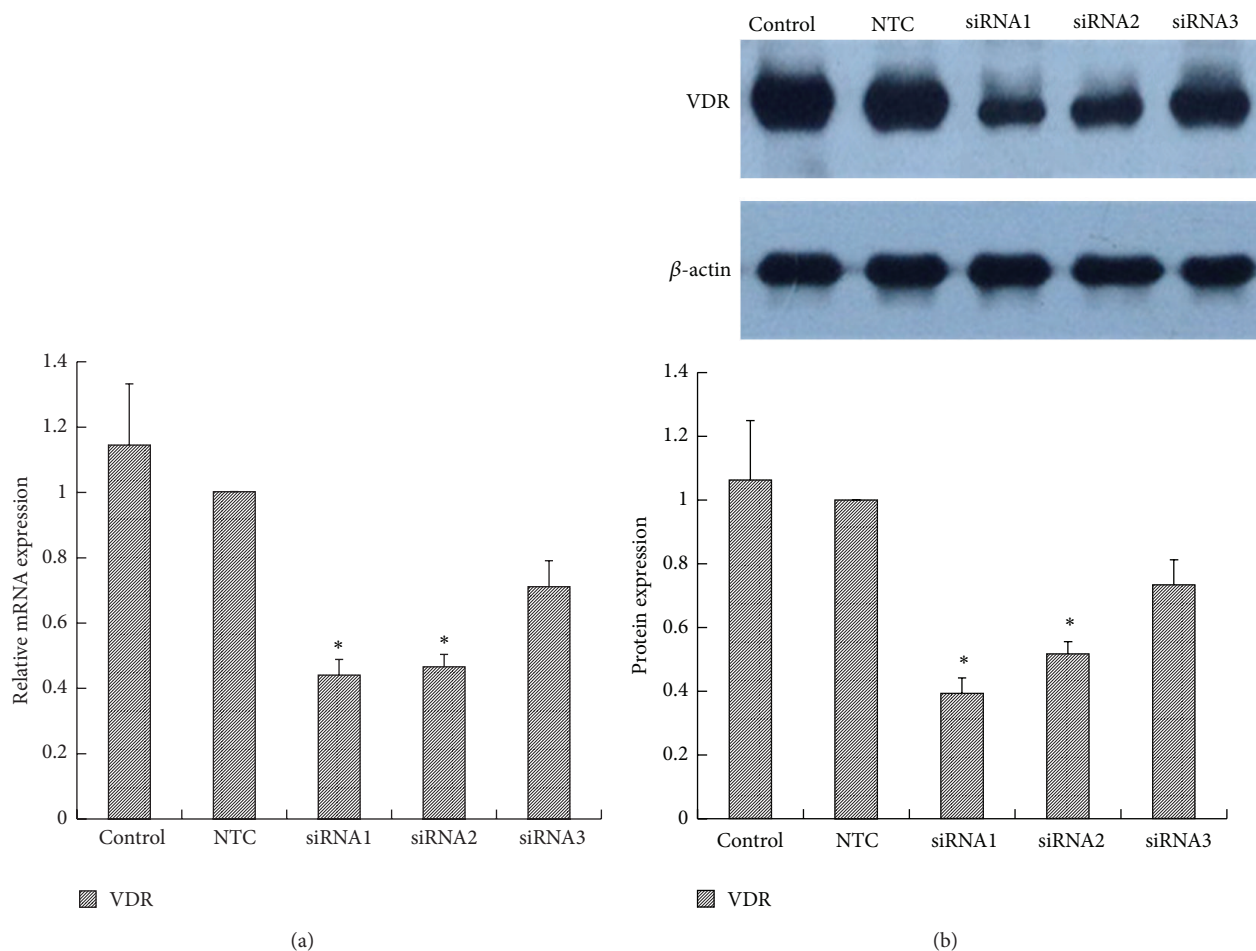 Control NTC siRNA1 siRNA2 siRNA3
VDR
β-actin
1.4
1.2
1
0.8
0.6
0.4
0.2
0
Relative mRNA expression
* *
Control NTC siRNA1 siRNA2 siRNA3
VDR
(a)
1.4
1.2
1
0.8
0.6
0.4
0.2
0
Protein expression
* *
Control NTC siRNA1 siRNA2 siRNA3
VDR
(b)